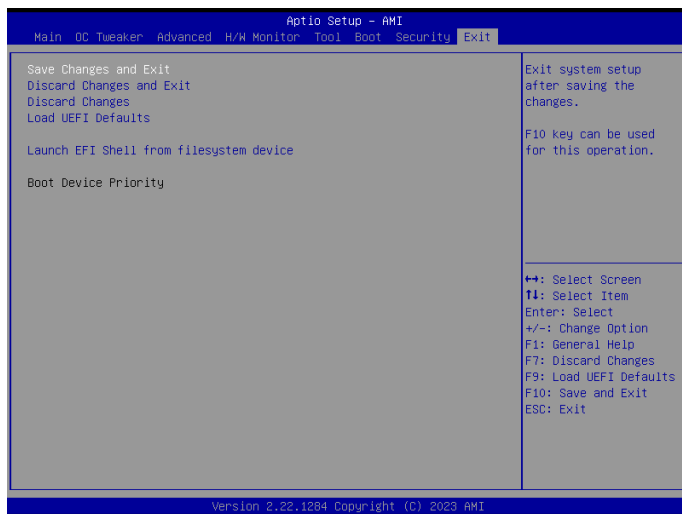 Aptio Setup - AMI
Main OC Tweaker Advanced H/W Monitor Tool Boot Security Exit
Save Changes and Exit
Discard Changes and Exit
Discard Changes
Load UEFI Defaults
Launch EFI Shell from filesystem device
Boot Device Priority
Exit system setup
after saving the
changes.
F10 key can be used
for this operation.
↔: Select Screen
↑↓: Select Item
Enter: Select
+/-: Change Option
F1: General Help
F7: Discard Changes
F9: Load UEFI Defaults
F10: Save and Exit
ESC: Exit
Version 2.22.1284 Copyright (C) 2023 AMI